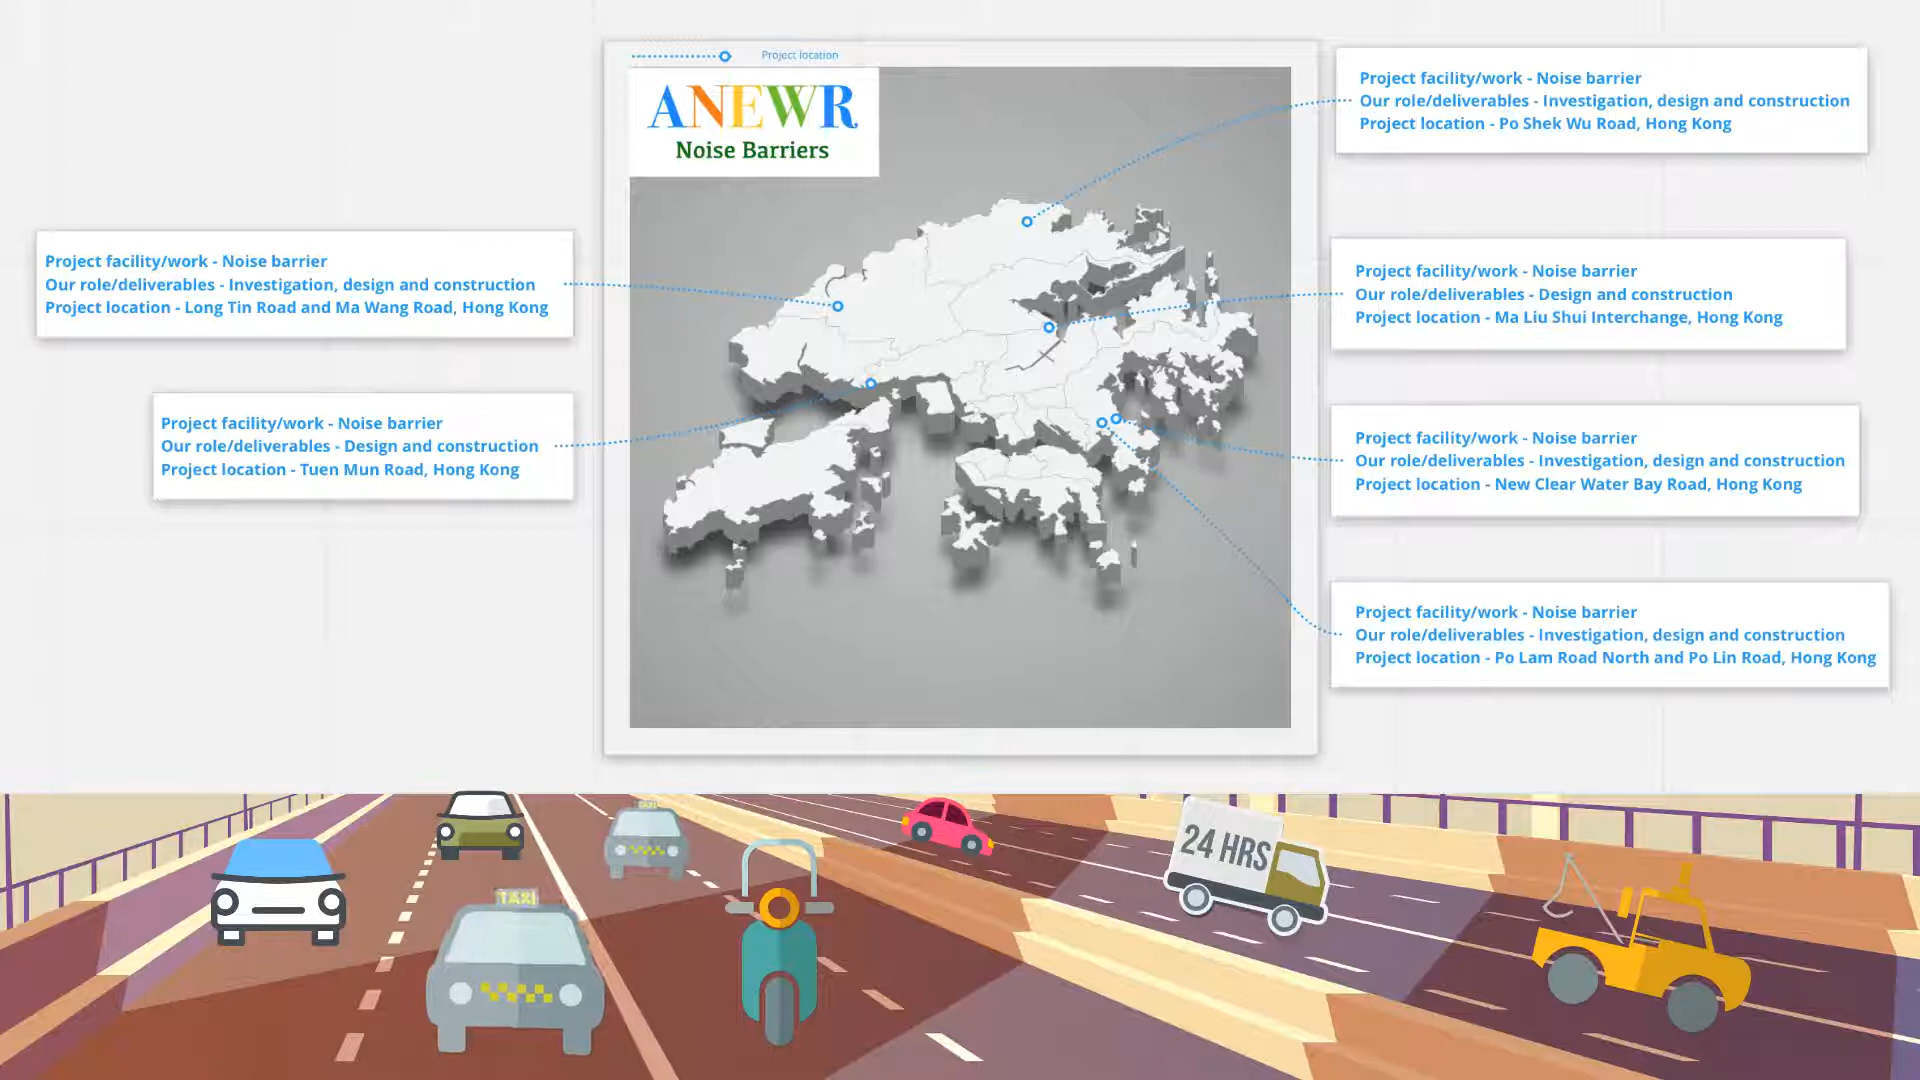 Project location
ANEWR
Noise Barriers
Project facility/work - Noise barrier
Our role/deliverables - Investigation, design and construction
Project location - Po Shek Wu Road, Hong Kong
Project facility/work - Noise barrier
Our role/deliverables - Investigation, design and construction
Project location - Long Tin Road and Ma Wang Road, Hong Kong
Project facility/work - Noise barrier
Our role/deliverables - Design and construction
Project location - Ma Liu Shui Interchange, Hong Kong
Project facility/work - Noise barrier
Our role/deliverables - Design and construction
Project location - Tuen Mun Road, Hong Kong
Project facility/work - Noise barrier
Our role/deliverables - Investigation, design and construction
Project location - New Clear Water Bay Road, Hong Kong
Project facility/work - Noise barrier
Our role/deliverables - Investigation, design and construction
Project location - Po Lam Road North and Po Lin Road, Hong Kong
TAXI
24 HRS
TAXI